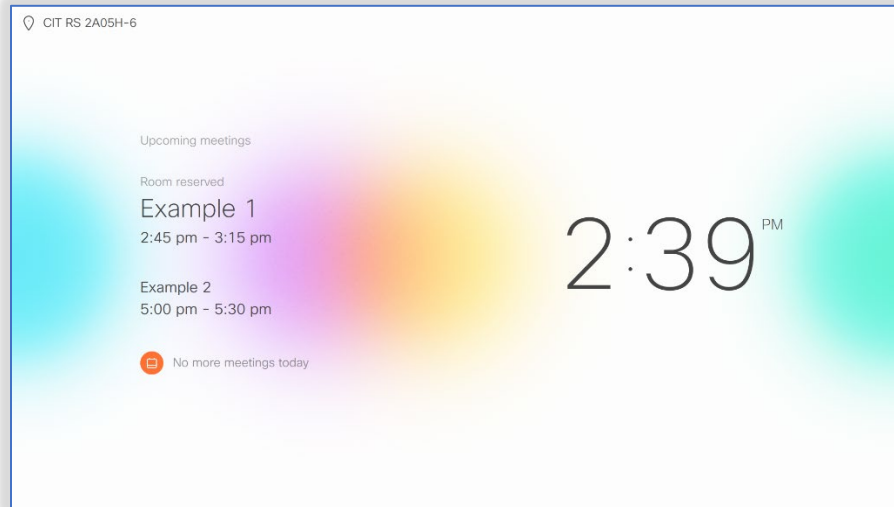 CIT RS 2A05H-6
Upcoming meetings
Room reserved
Example 1
2:45 pm - 3:15 pm
Example 2
5:00 pm - 5:30 pm
No more meetings today
2:39 PM